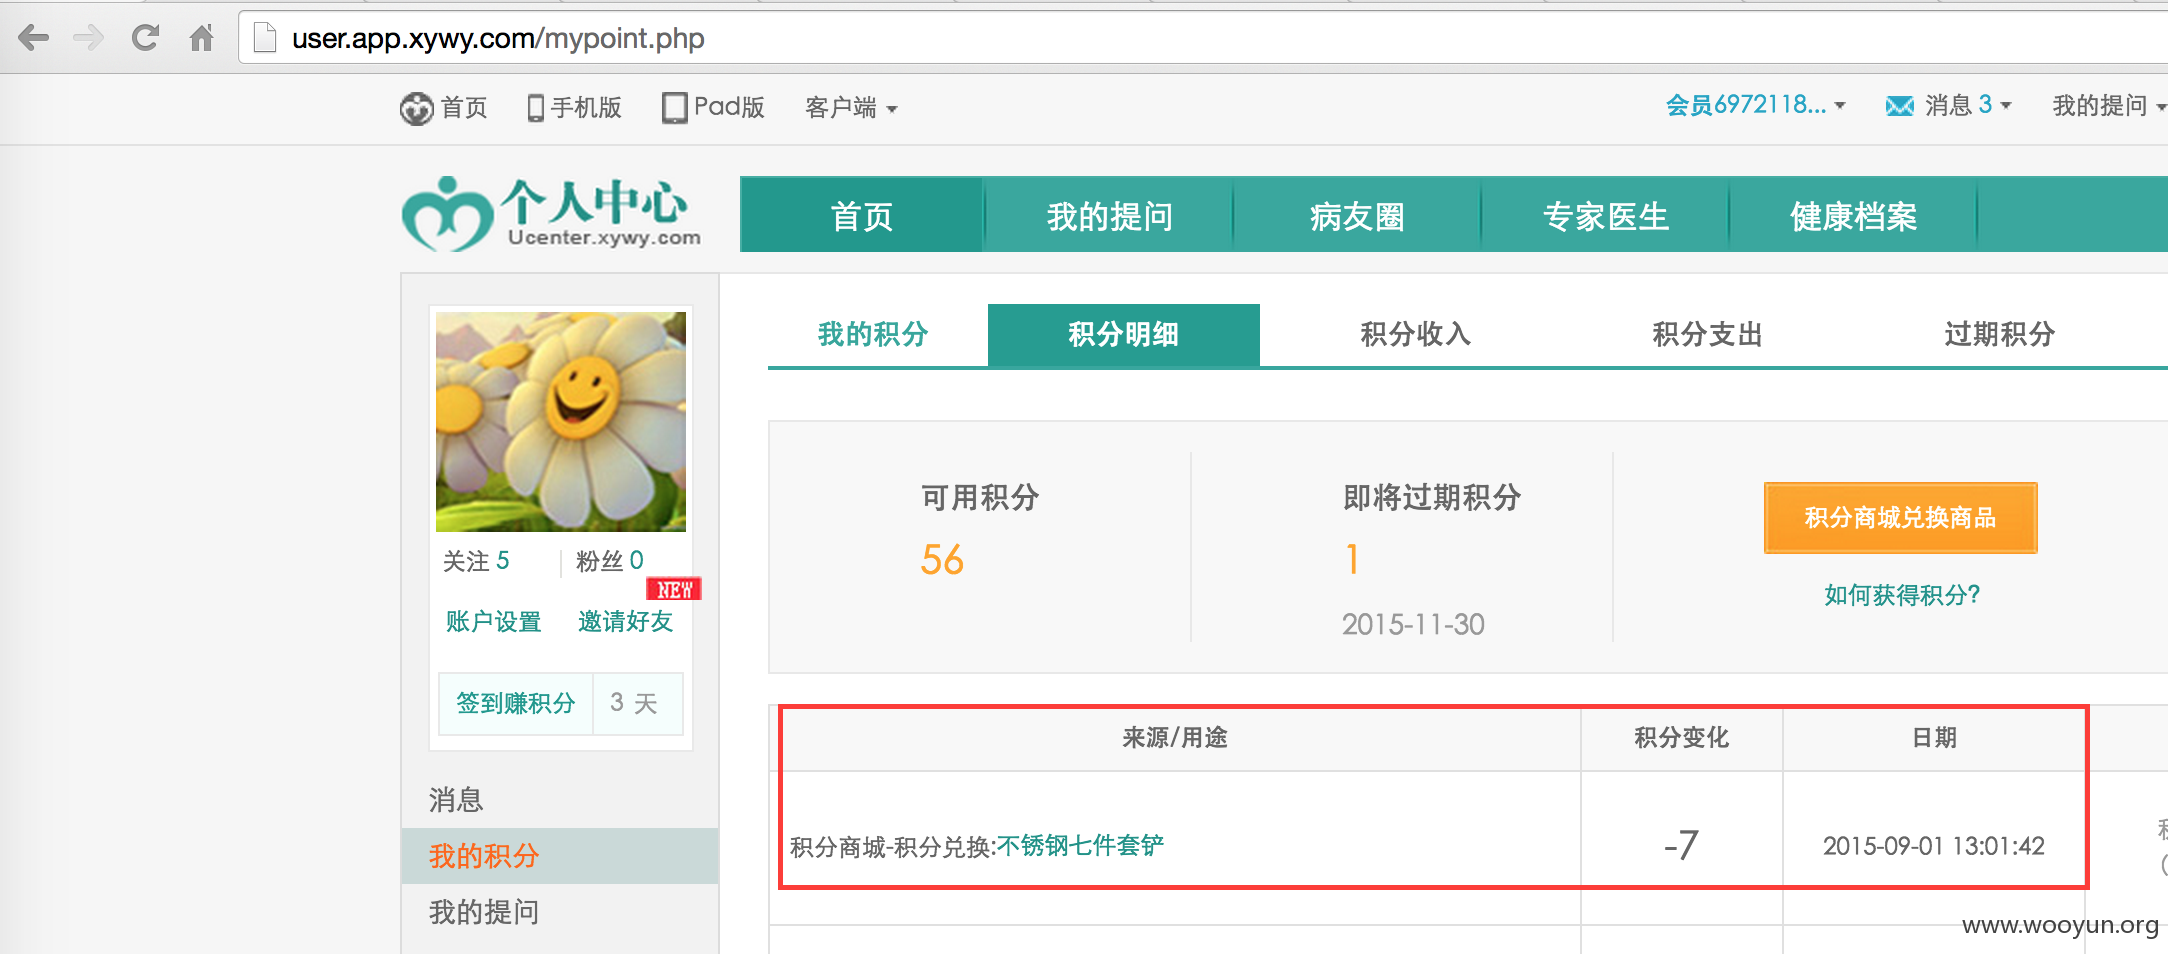 user.app.xywy.com/mypoint.php
首页 手机版 Pad版 客户端 会员6972118... 消息 3 我的提问
个人中心
Ucenter.xywy.com
首页 我的提问 病友圈 专家医生 健康档案
我的积分 积分明细 积分收入 积分支出 过期积分
可用积分 即将过期积分
56 1
2015-11-30
积分商城兑换商品
如何获得积分?
关注 5 粉丝 0
NEW
账户设置 邀请好友
签到赚积分 3 天
消息
我的积分
我的提问
来源/用途 积分变化 日期
积分商城-积分兑换:不锈钢七件套铲 -7 2015-09-01 13:01:42
www.wooyun.org